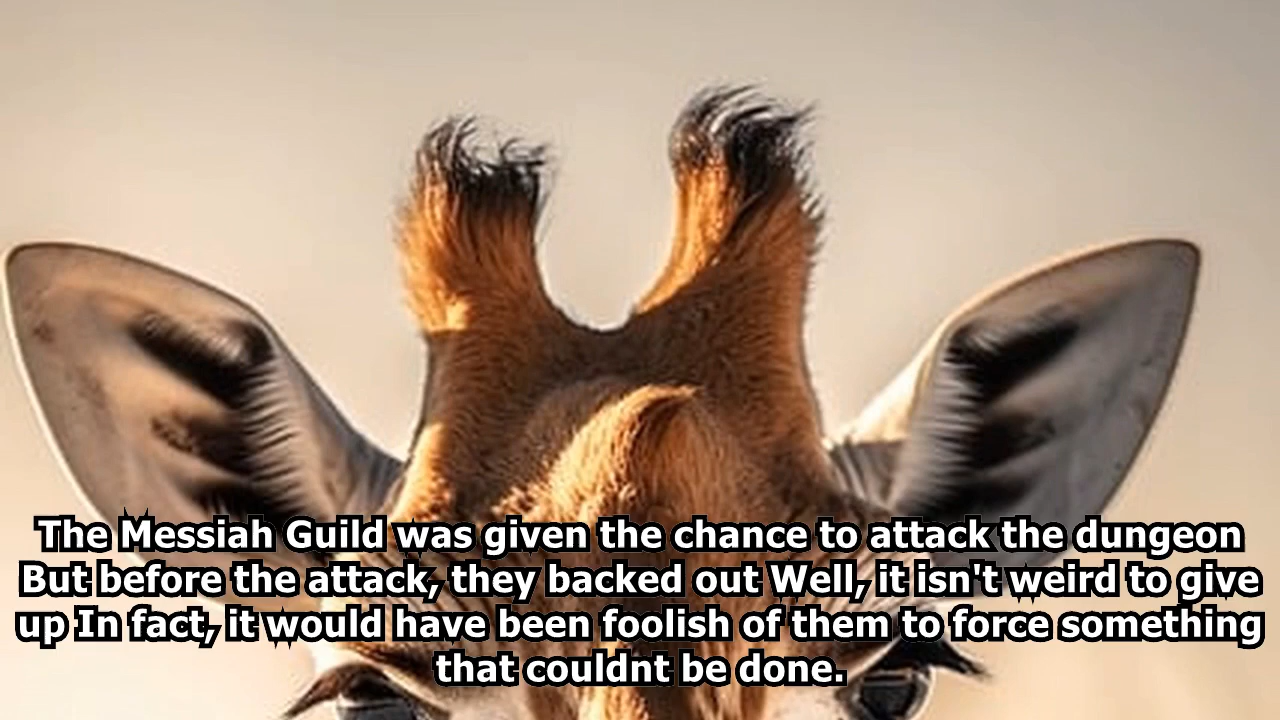 The Messiah Guild was given the chance to attack the dungeon
But before the attack, they backed out Well, it isn't weird to give
up In fact, it would have been foolish of them to force something
that couldnt be done.